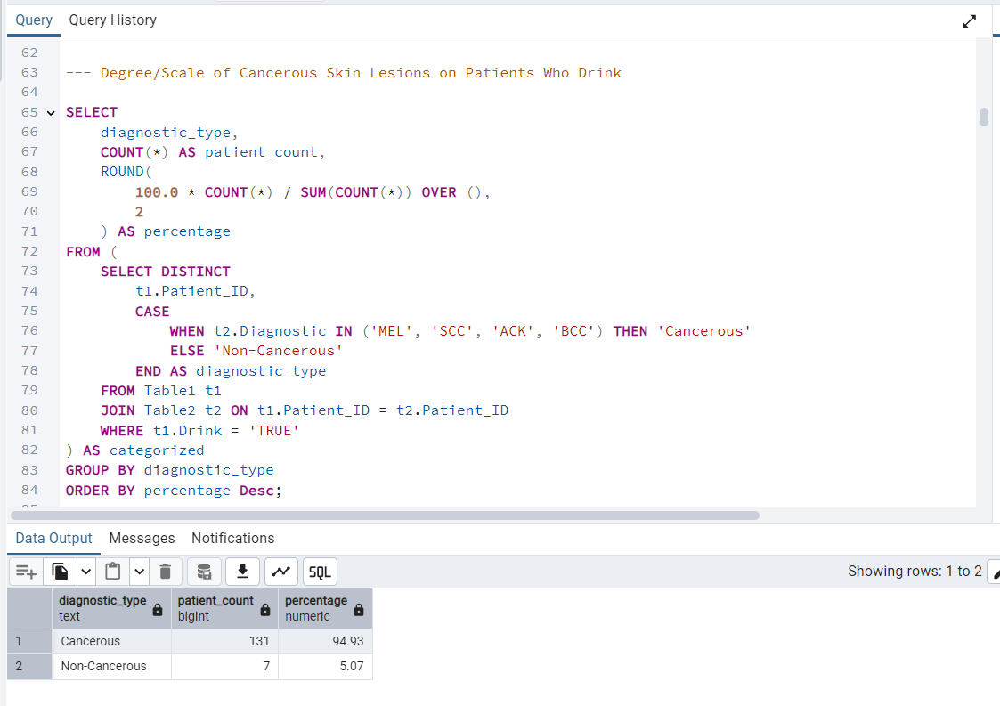 Query Query History
62
63 --- Degree/Scale of Cancerous Skin Lesions on Patients Who Drink
64
65 SELECT
66 diagnostic_type,
67 COUNT(*) AS patient_count,
68 ROUND(
69 100.0 * COUNT(*) / SUM(COUNT(*)) OVER (),
70 2
71 ) AS percentage
72 FROM (
73 SELECT DISTINCT
74 t1.Patient_ID,
75 CASE
76 WHEN t2.Diagnostic IN ('MEL', 'SCC', 'ACK', 'BCC') THEN 'Cancerous'
77 ELSE 'Non-Cancerous'
78 END AS diagnostic_type
79 FROM Table1 t1
80 JOIN Table2 t2 ON t1.Patient_ID = t2.Patient_ID
81 WHERE t1.Drink = 'TRUE'
82 ) AS categorized
83 GROUP BY diagnostic_type
84 ORDER BY percentage Desc;
Data Output Messages Notifications
SQL Showing rows: 1 to 2
diagnostic_type patient_count percentage
text bigint numeric
1 Cancerous 131 94.93
2 Non-Cancerous 7 5.07